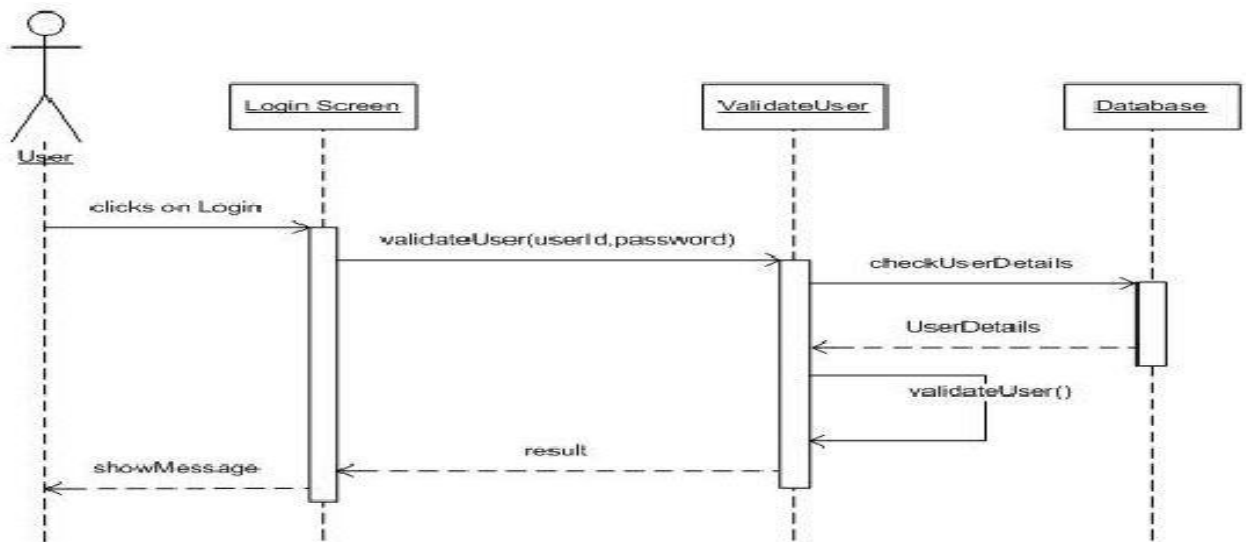 User
Login Screen
ValidateUser
Database
clicks on Login
validateUser(userId,password)
checkUserDetails
UserDetails
validateUser()
result
showMessage